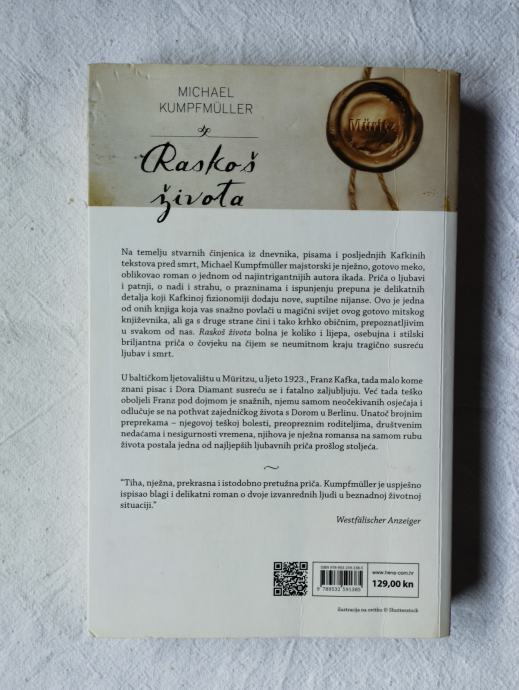 MICHAEL
KUMPFMÜLLER
Raskoš
života
Müritz
Na temelju stvarnih činjenica iz dnevnika, pisama i posljednjih Kafkinih
tekstova pred smrt, Michael Kumpfmüller majstorski je nježno, gotovo meko,
oblikovao roman o jednom od najintrigantnijih autora ikada. Priča o ljubavi
i patnji, o nadi i strahu, o prazninama i ispunjenju prepuna je delikatnih
detalja koji Kafkinoj fizionomiji dodaju nove, suptilne nijanse. Ovo je jedna
od onih knjiga koja vas snažno povlači u magični svijet ovog gotovo mitskog
književnika, ali ga s druge strane čini i tako krhko običnim, prepoznatljivim
u svakom od nas. Raskoš života bolna je koliko i lijepa, osebujna i stilski
briljantna priča o čovjeku na čijem se neumitnom kraju tragično susreću
ljubav i smrt.
U baltičkom ljetovalištu u Müritzu, u ljeto 1923., Franz Kafka, tada malo kome
znani pisac i Dora Diamant susreću se i fatalno zaljubljuju. Već tada teško
oboljeli Franz pod dojmom je snažnih, njemu samom neočekivanih osjećaja i
odlučuje se na pothvat zajedničkog života s Dorom u Berlinu. Unatoč brojnim
preprekama – njegovoj teškoj bolesti, preopreznim roditeljima, društvenim
nedaćama i nesigurnosti vremena, njihova je nježna romansa na samom rubu
života postala jedna od najljepših ljubavnih priča prošlog stoljeća.
"Tiha, nježna, prekrasna i istodobno pretužna priča. Kumpfmüller je uspješno
ispisao blagi i delikatni roman o dvoje izvanrednih ljudi u beznadnoj životnoj
situaciji."
Westfälischer Anzeiger
www.hena-com.hr
129,00 kn
Ilustracija na ovitku © Shutterstock